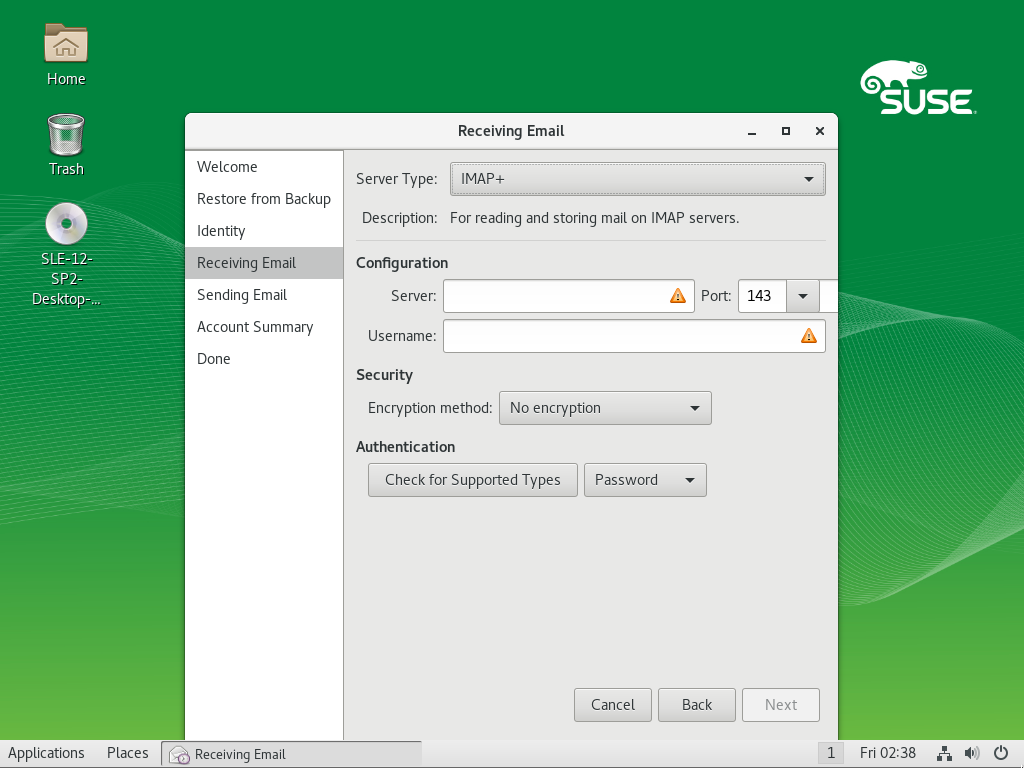 Home
Trash
SLE-12-
SP2-
Desktop-...
SUSE
Receiving Email
Welcome
Restore from Backup
Identity
Receiving Email
Sending Email
Account Summary
Done
Server Type: IMAP+
Description: For reading and storing mail on IMAP servers.
Configuration
Server: Port: 143
Username:
Security
Encryption method: No encryption
Authentication
Check for Supported Types Password
Cancel Back Next
Applications Places Receiving Email 1 Fri 02:38